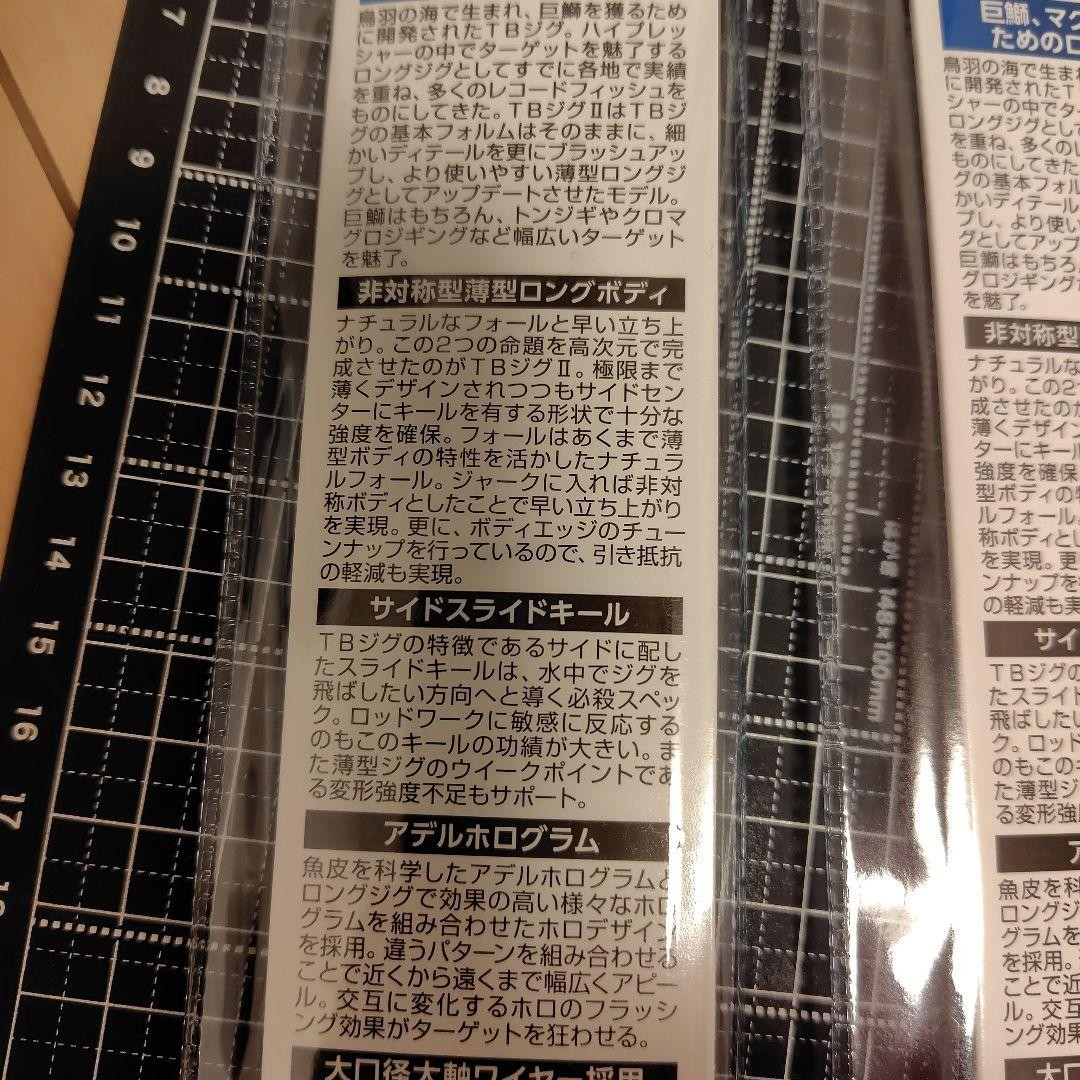 鳥羽の海で生まれ、巨鰤を獲るため
に開発されたTBジグ。ハイプレッ
シャーの中でターゲットを魅了する
ロングジグとしてすでに各地で実績
を重ね、多くのレコードフィッシュを
ものにしてきた。TBジグⅡはTBジ
グの基本フォルムはそのままに、細
かいディテールを更にブラッシュアッ
プし、より使いやすい薄型ロングジ
グとしてアップデートさせたモデル。
巨鰤はもちろん、トンジギやクロマ
グロジギングなど幅広いターゲット
を魅了。
非対称型薄型ロングボディ
ナチュラルなフォールと早い立ち上
がり。この2つの命題を高次元で完
成させたのがTBジグⅡ。極限まで
薄くデザインされつつもサイドセン
ターにキールを有する形状で十分な
強度を確保。フォールはあくまで薄
型ボディの特性を活かしたナチュラ
ルフォール。ジャークに入れば非対
称ボディとしたことで早い立ち上がり
を実現。更に、ボディエッジのチュー
ンナップを行っているので、引き抵抗
の軽減も実現。
サイドスライドキール
TBジグの特徴であるサイドに配し
たスライドキールは、水中でジグを
飛ばしたい方向へと導く必殺スペッ
ク。ロッドワークに敏感に反応する
のもこのキールの功績が大きい。ま
た薄型ジグのウイークポイントであ
る変形強度不足もサポート。
アデルホログラム
魚皮を科学したアデルホログラムと
ロングジグで効果の高い様々なホロ
グラムを組み合わせたホロデザイン
を採用。違うパターンを組み合わせる
ことで近くから遠くまで幅広くアピー
ル。交互に変化するホロのフラッシ
ング効果がターゲットを狂わせる。
大口径太軸ワイヤー採用
巨鰤、マク
ためのロ
鳥羽の海で生まれ
に開発されたT
シャーの中でタ
ロングジグとして
を重ね、多くのレ
ものにしてきた
グの基本フォル
かいディテール
プし、より使い
グとしてアップ
巨鰤はもちろん
グロジギング
を魅了。
非対称型
ナチュラルな
がり。この2つ
成させたのが
薄くデザイン
ターにキール
強度を確保
型ボディの特
ルフォール。
称ボディとし
を実現。更
ンナップを
の軽減も実
サイ
TBジグの
たスライド
飛ばしたい
ク。ロッド
のもこのキ
た薄型ジ
る変形強
ア
魚皮を科
ロングジ
グラムを
を採用。
ことで近
ル。交互
ング効果
大口
7
8
9
10
11
12
13
14
15
16
17
はがき 148×100mm